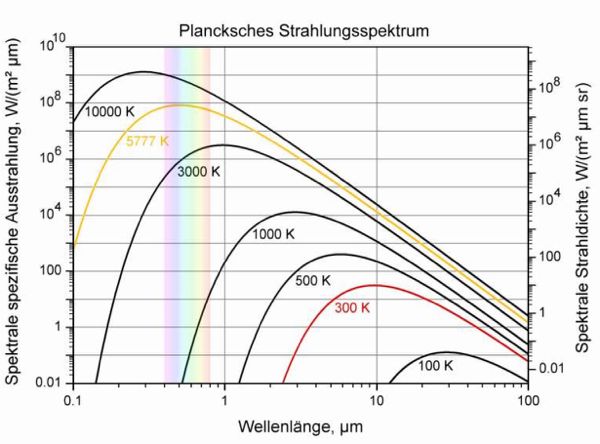 Plancksches Strahlungsspektrum
Spektrale spezifische Ausstrahlung, W/(m² µm)
10^10
10^8
10^6
10^4
100
1
0.01
10000 K
5777 K
3000 K
1000 K
500 K
300 K
100 K
10^8
10^6
10^4
100
1
0.01
Spektrale Strahldichte, W/(m² µm sr)
0.1 1 10 100
Wellenlänge, µm